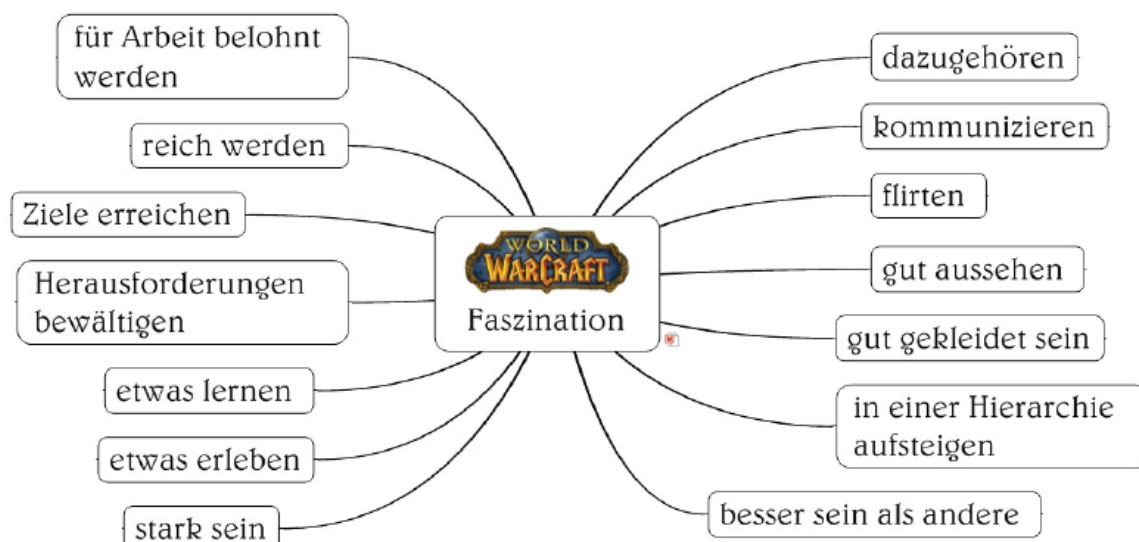 für Arbeit belohnt
werden
reich werden
Ziele erreichen
Herausforderungen
bewältigen
etwas lernen
etwas erleben
stark sein
WORLD
WARCRAFT
Faszination
dazugehören
kommunizieren
flirten
gut aussehen
gut gekleidet sein
in einer Hierarchie
aufsteigen
besser sein als andere